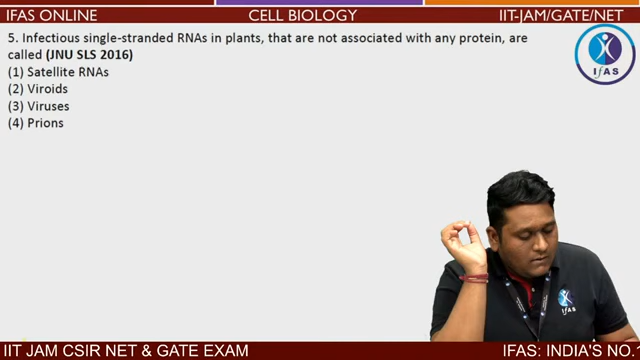 IFAS ONLINE CELL BIOLOGY IIT-JAM/GATE/NET
5. Infectious single-stranded RNAs in plants, that are not associated with any protein, are
called (JNU SLS 2016)
(1) Satellite RNAs
(2) Viroids
(3) Viruses
(4) Prions
IFAS
iFAS
IIT JAM CSIR NET & GATE EXAM IFAS: INDIA'S NO.1